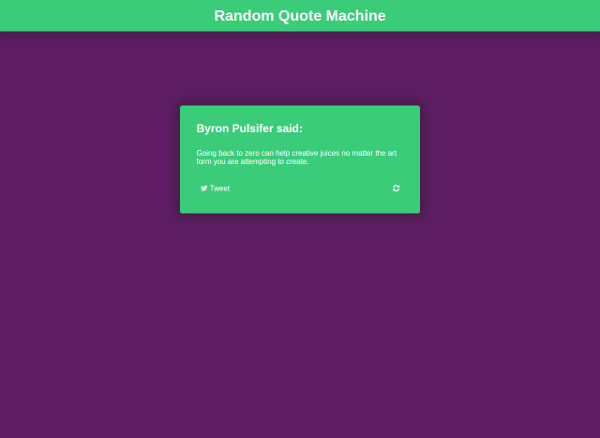 Random Quote Machine
Byron Pulsifer said:
Going back to zero can help creative juices no matter the art
form you are attempting to create.
Tweet